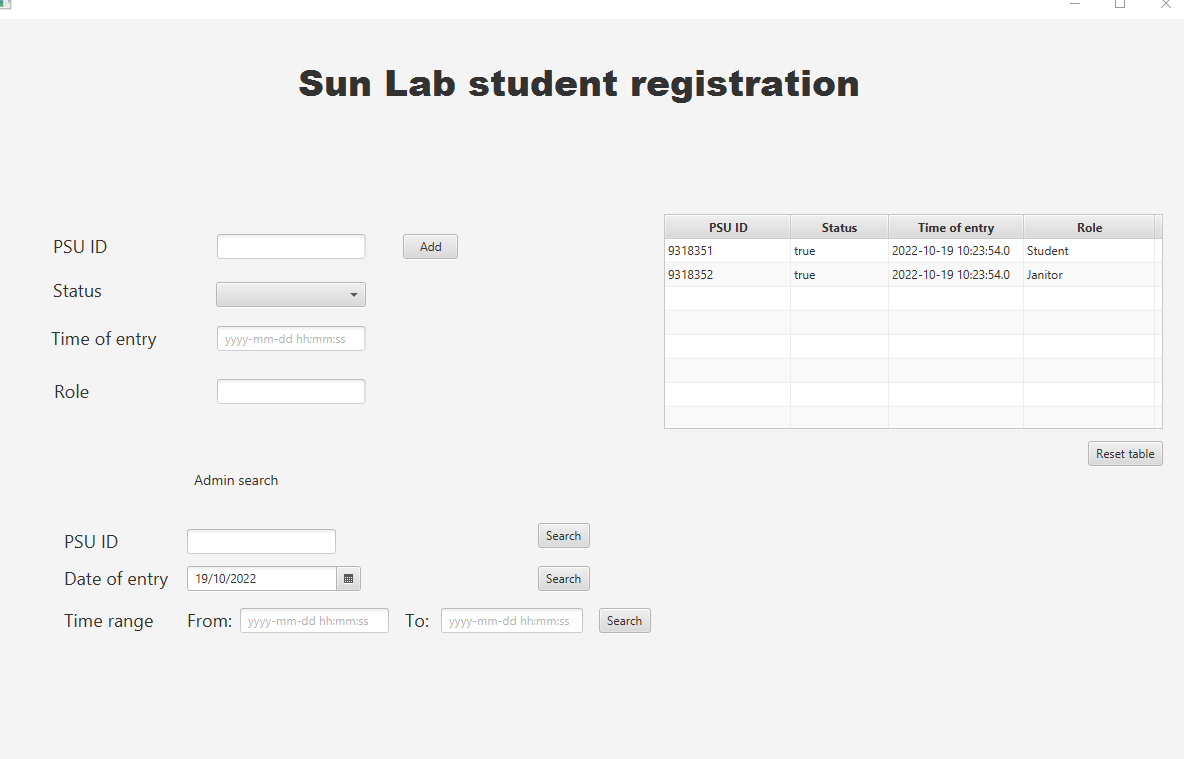 Sun Lab student registration
PSU ID Add
Status
Time of entry yyyy-mm-dd hh:mm:ss
Role
PSU ID Status Time of entry Role
9318351 true 2022-10-19 10:23:54.0 Student
9318352 true 2022-10-19 10:23:54.0 Janitor
Reset table
Admin search
PSU ID Search
Date of entry 19/10/2022 Search
Time range From: yyyy-mm-dd hh:mm:ss To: yyyy-mm-dd hh:mm:ss Search